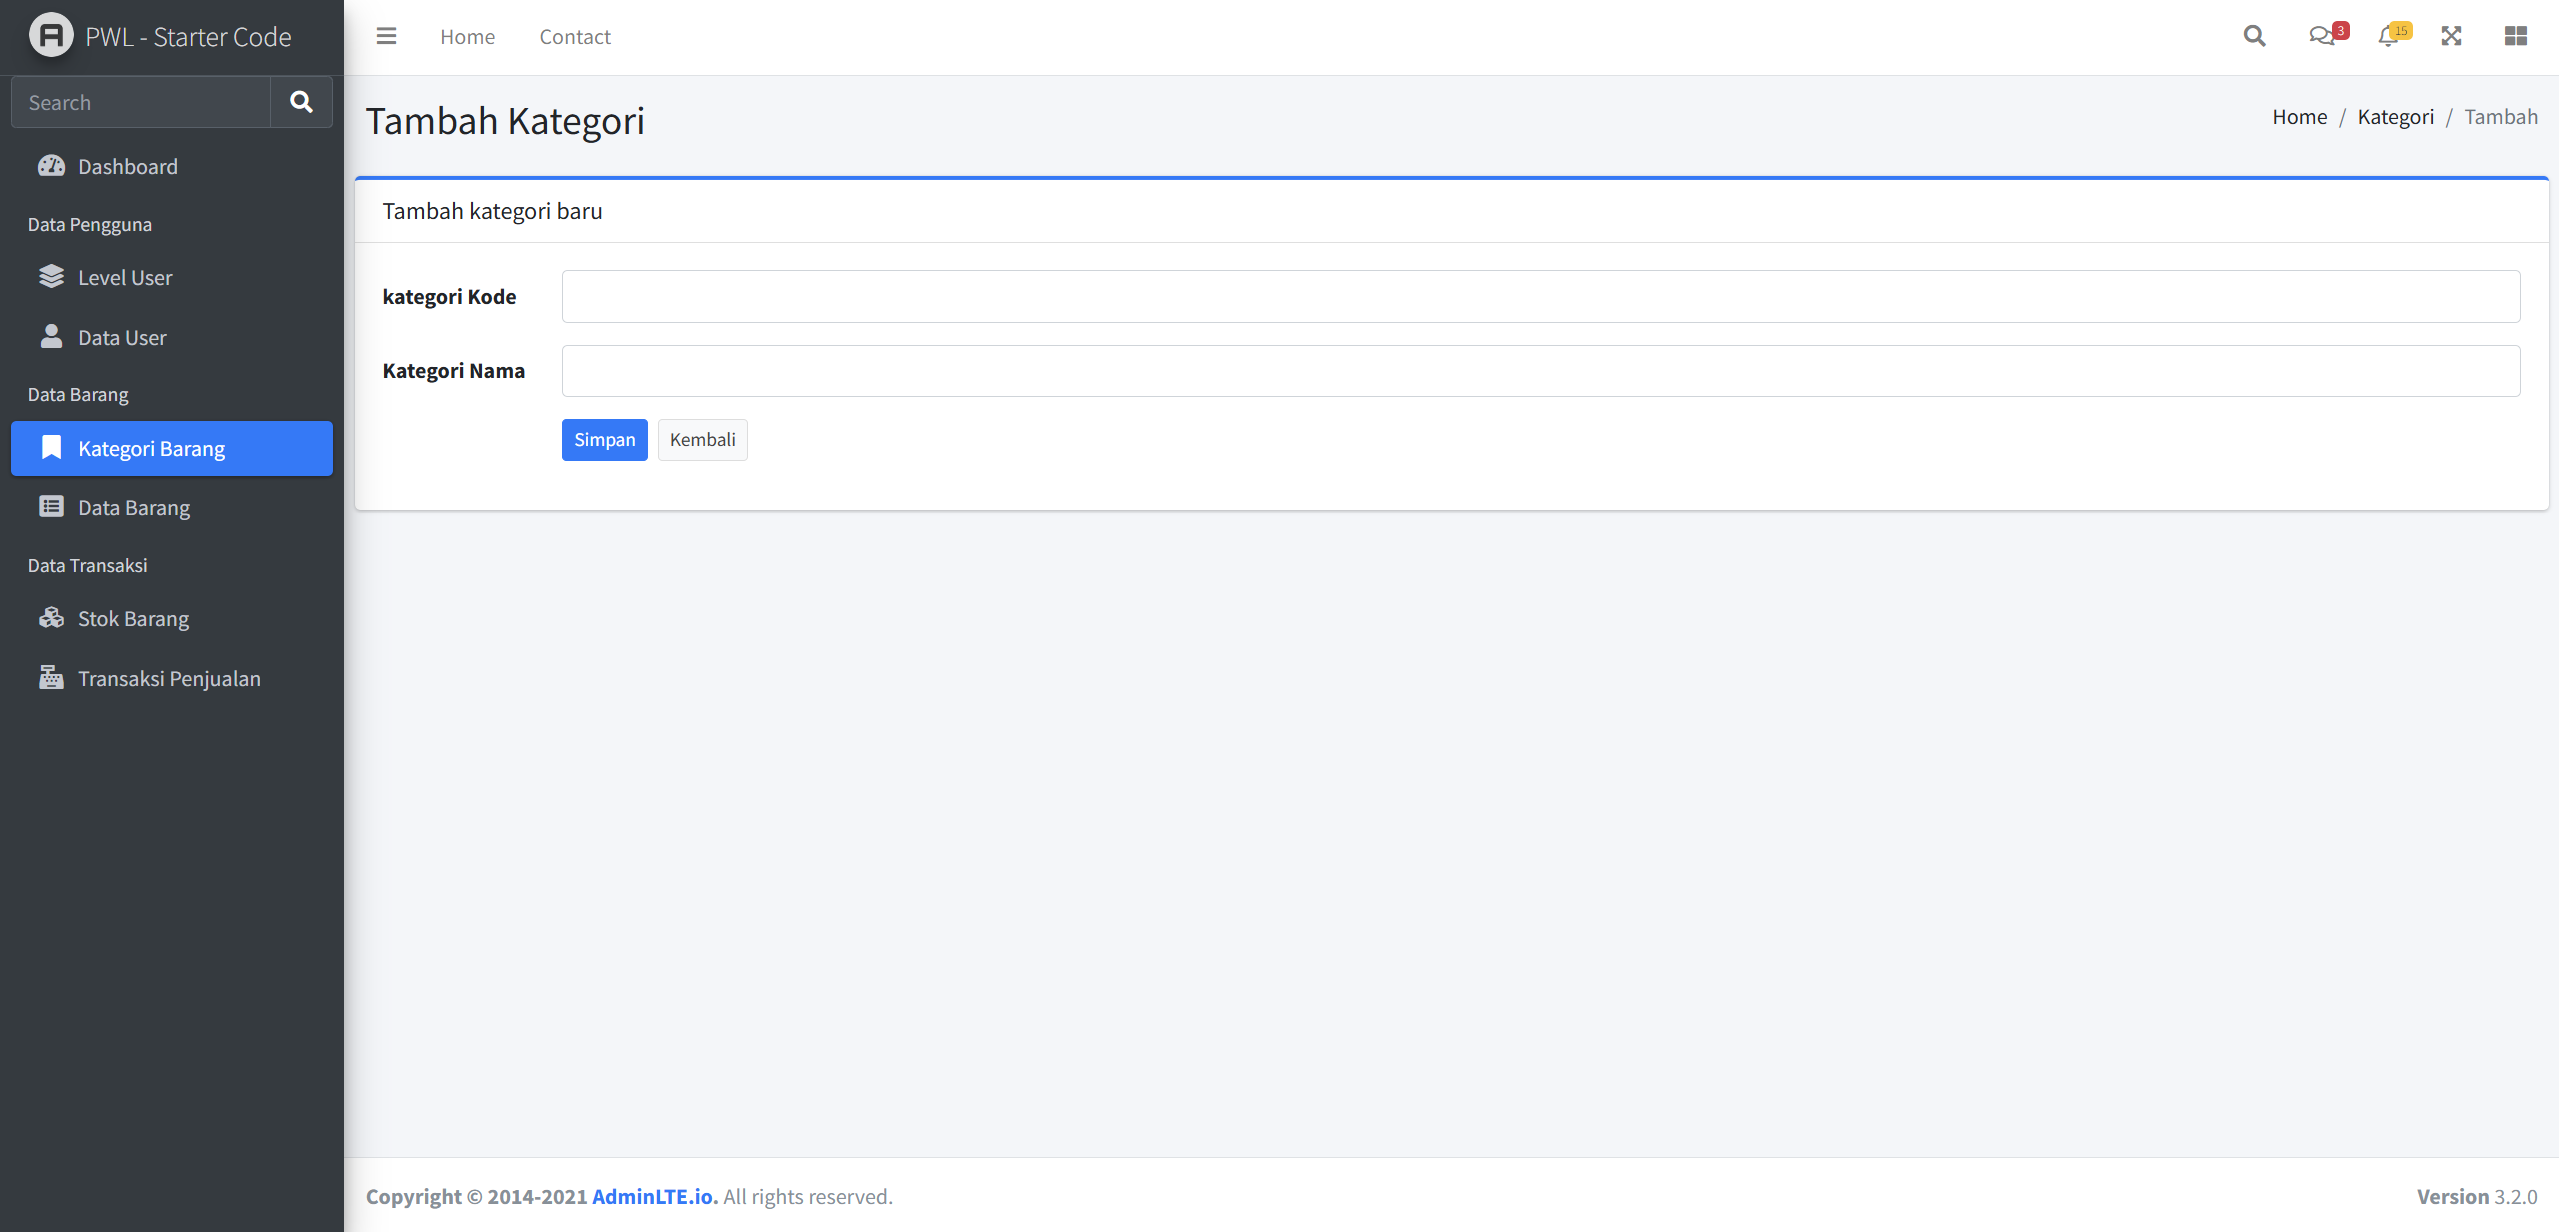 PWL - Starter Code
Home
Contact
3
15
Search
Dashboard
Data Pengguna
Level User
Data User
Data Barang
Kategori Barang
Data Barang
Data Transaksi
Stok Barang
Transaksi Penjualan
Tambah Kategori
Home / Kategori / Tambah
Tambah kategori baru
kategori Kode
Kategori Nama
Simpan
Kembali
Copyright © 2014-2021 AdminLTE.io. All rights reserved.
Version 3.2.0